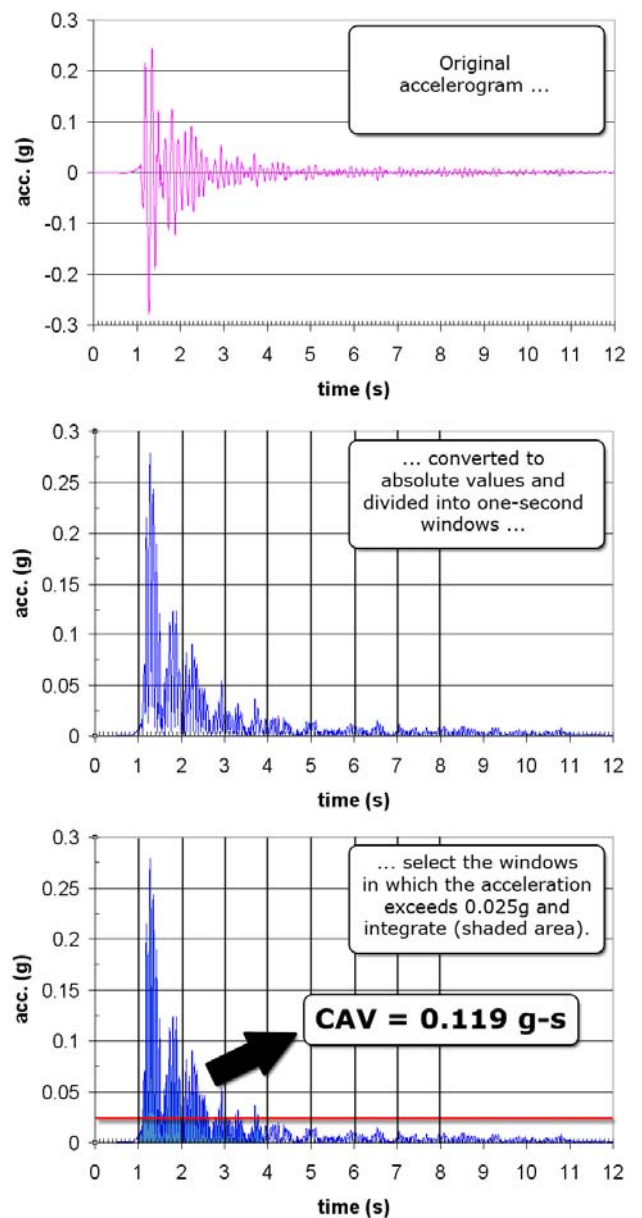 Original
accelerogram ...
acc. (g)
0.3
0.2
0.1
0
-0.1
-0.2
-0.3
0 1 2 3 4 5 6 7 8 9 10 11 12
time (s)
... converted to
absolute values and
divided into one-second
windows ...
acc. (g)
0.3
0.25
0.2
0.15
0.1
0.05
0
0 1 2 3 4 5 6 7 8 9 10 11 12
time (s)
... select the windows
in which the acceleration
exceeds 0.025g and
integrate (shaded area).
CAV = 0.119 g-s
acc. (g)
0.3
0.25
0.2
0.15
0.1
0.05
0
0 1 2 3 4 5 6 7 8 9 10 11 12
time (s)